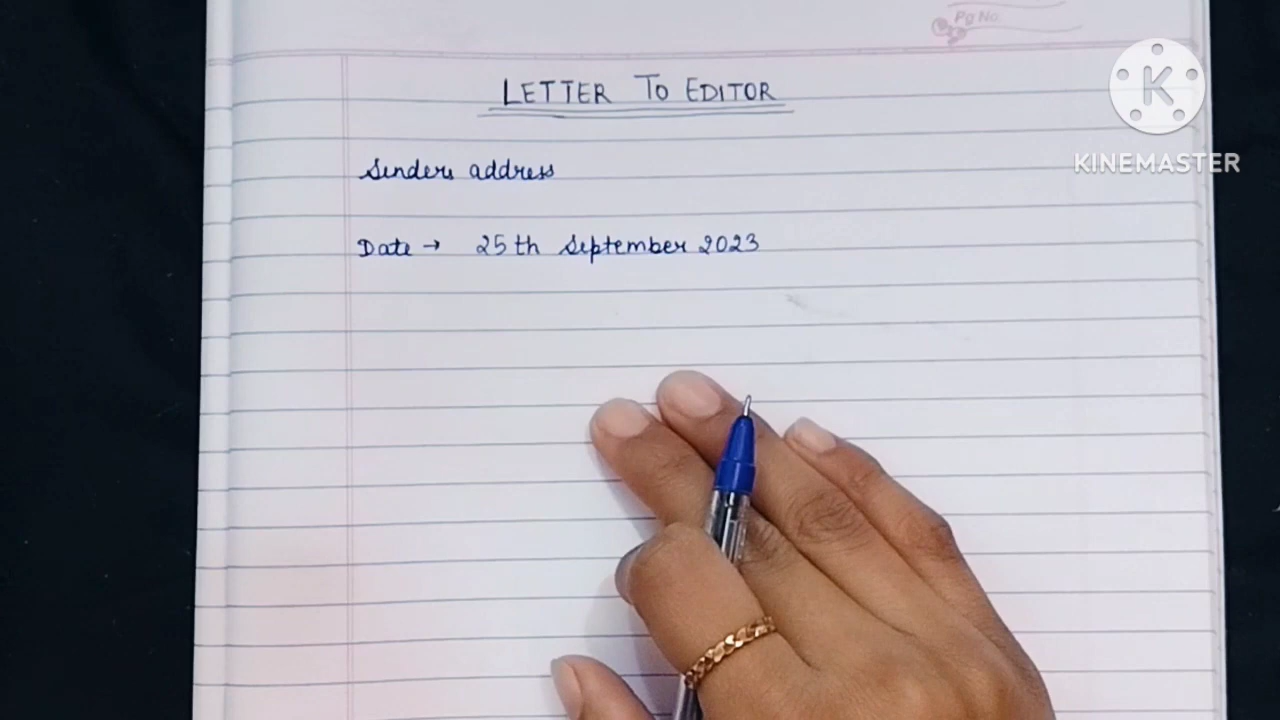 Pg No.
LETTER TO EDITOR
KINEMASTER
Senders address
Date → 25th September 2023